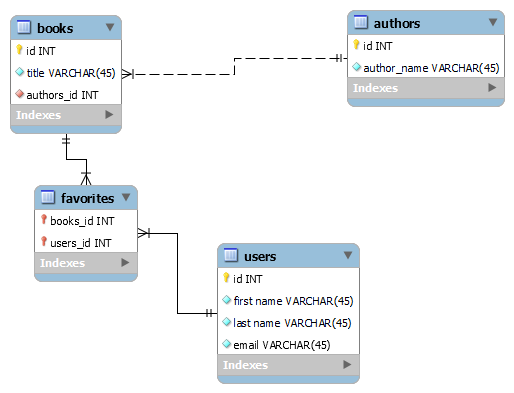 books
id INT
title VARCHAR(45)
authors_id INT
Indexes
authors
id INT
author_name VARCHAR(45)
Indexes
favorites
books_id INT
users_id INT
Indexes
users
id INT
first name VARCHAR(45)
last name VARCHAR(45)
email VARCHAR(45)
Indexes